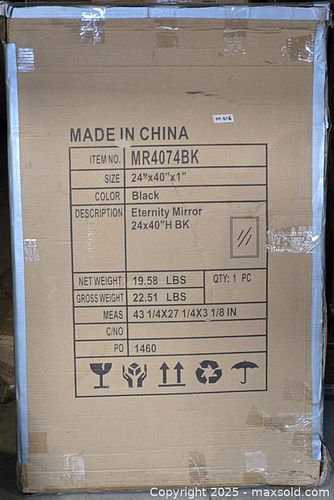 M 616
MADE IN CHINA
ITEM NO. MR4074BK
SIZE 24"x40"x1"
COLOR Black
DESCRIPTION Eternity Mirror
24x40"H BK
NET WEIGHT 19.58 LBS QTY: 1 PC
GROSS WEIGHT 22.51 LBS
MEAS 43 1/4X27 1/4X3 1/8 IN
C/NO
PO 1460
Copyright © 2025 - maxsold.com